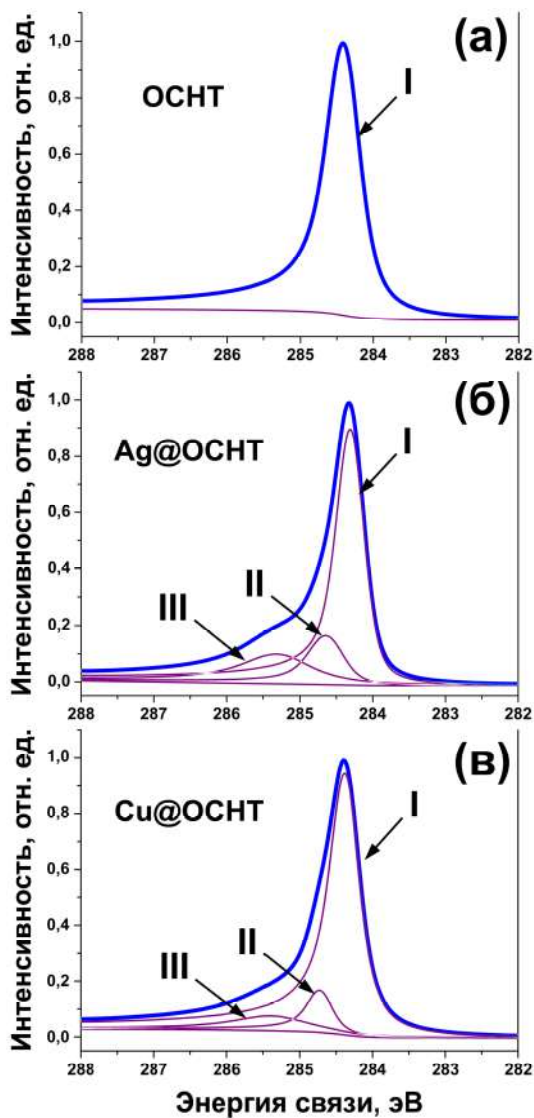 (а)
ОСНТ
I
Интенсивность, отн. ед.
1,0
0,8
0,6
0,4
0,2
0,0
288 287 286 285 284 283 282
(б)
Ag@ОСНТ
I
II
III
Интенсивность, отн. ед.
1,0
0,8
0,6
0,4
0,2
0,0
288 287 286 285 284 283 282
(в)
Cu@ОСНТ
I
II
III
Интенсивность, отн. ед.
1,0
0,8
0,6
0,4
0,2
0,0
288 287 286 285 284 283 282
Энергия связи, эВ